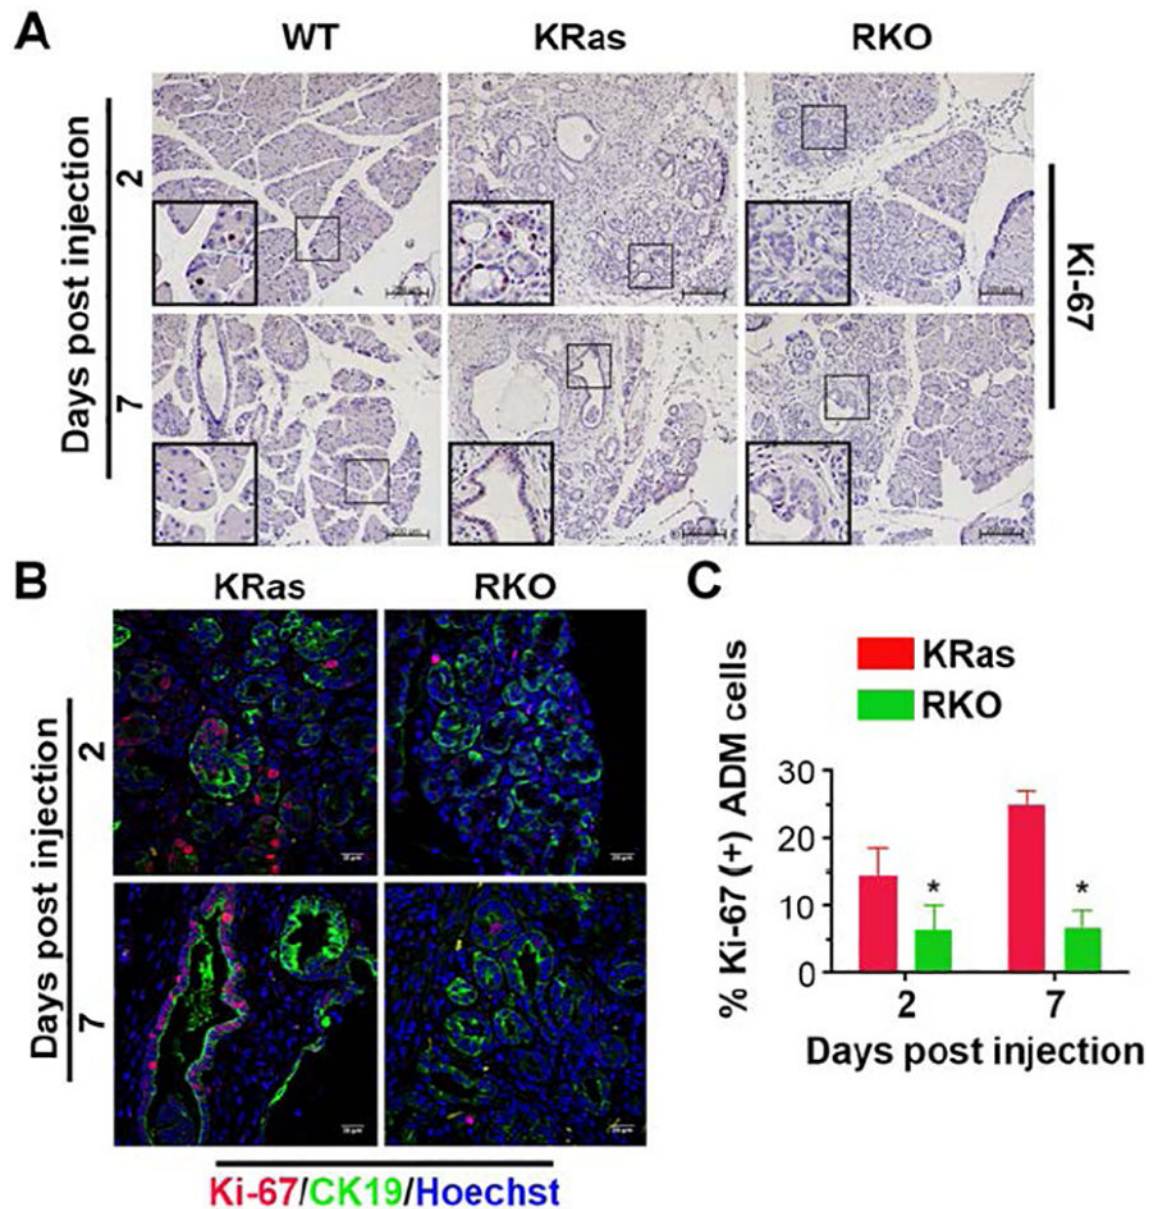 A
WT
KRas
RKO
Days post injection
2
7
Ki-67
B
KRas
RKO
Days post injection
2
7
Ki-67/CK19/Hoechst
C
KRas
RKO
% Ki-67 (+) ADM cells
30
20
10
0
*
*
2
7
Days post injection